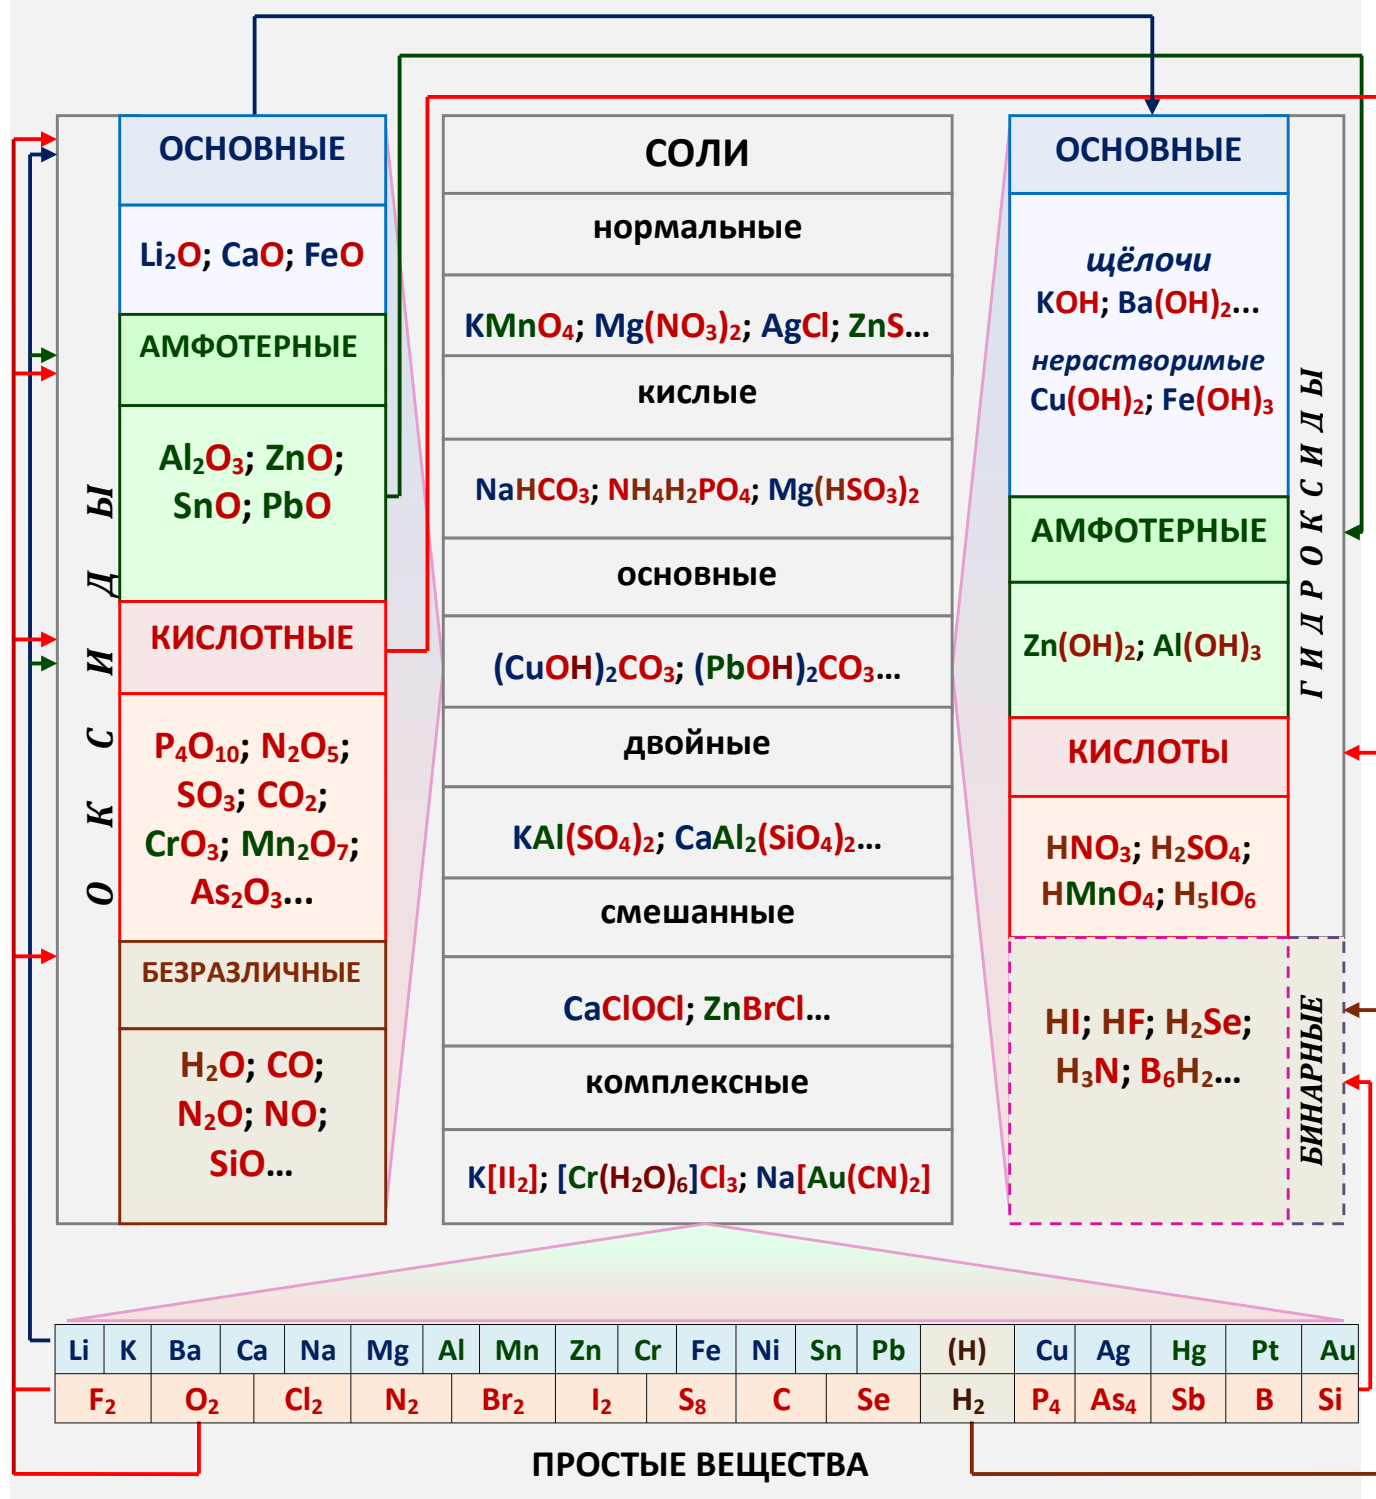 ОКСИДЫ
ОСНОВНЫЕ
Li₂O; CaO; FeO
АМФОТЕРНЫЕ
Al₂O₃; ZnO;
SnO; PbO
КИСЛОТНЫЕ
P₄O₁₀; N₂O₅;
SO₃; CO₂;
CrO₃; Mn₂O₇;
As₂O₃...
БЕЗРАЗЛИЧНЫЕ
H₂O; CO;
N₂O; NO;
SiO...
СОЛИ
нормальные
KMnO₄; Mg(NO₃)₂; AgCl; ZnS...
кислые
NaHCO₃; NH₄H₂PO₄; Mg(HSO₃)₂
основные
(CuOH)₂CO₃; (PbOH)₂CO₃...
двойные
KAl(SO₄)₂; CaAl₂(SiO₄)₂...
смешанные
CaClOCl; ZnBrCl...
комплексные
K[II₂]; [Cr(H₂O)₆]Cl₃; Na[Au(CN)₂]
ОСНОВНЫЕ
щёлочи
KOH; Ba(OH)₂...
нерастворимые
Cu(OH)₂; Fe(OH)₃
АМФОТЕРНЫЕ
Zn(OH)₂; Al(OH)₃
КИСЛОТЫ
HNO₃; H₂SO₄;
HMnO₄; H₅IO₆
ГИДРОКСИДЫ
HI; HF; H₂Se;
H₃N; B₆H₂...
БИНАРНЫЕ
Li K Ba Ca Na Mg Al Mn Zn Cr Fe Ni Sn Pb (H) Cu Ag Hg Pt Au
F₂ O₂ Cl₂ N₂ Br₂ I₂ S₈ C Se H₂ P₄ As₄ Sb B Si
ПРОСТЫЕ ВЕЩЕСТВА